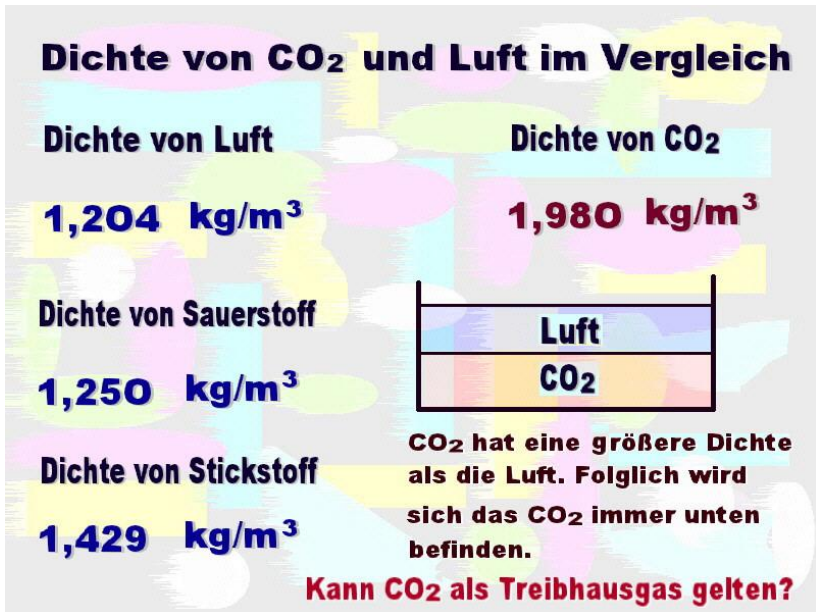 Dichte von CO₂ und Luft im Vergleich
Dichte von Luft
1,204 kg/m³
Dichte von Sauerstoff
1,250 kg/m³
Dichte von Stickstoff
1,429 kg/m³
Dichte von CO₂
1,980 kg/m³
Luft
CO₂
CO₂ hat eine größere Dichte
als die Luft. Folglich wird
sich das CO₂ immer unten
befinden.
Kann CO₂ als Treibhausgas gelten?